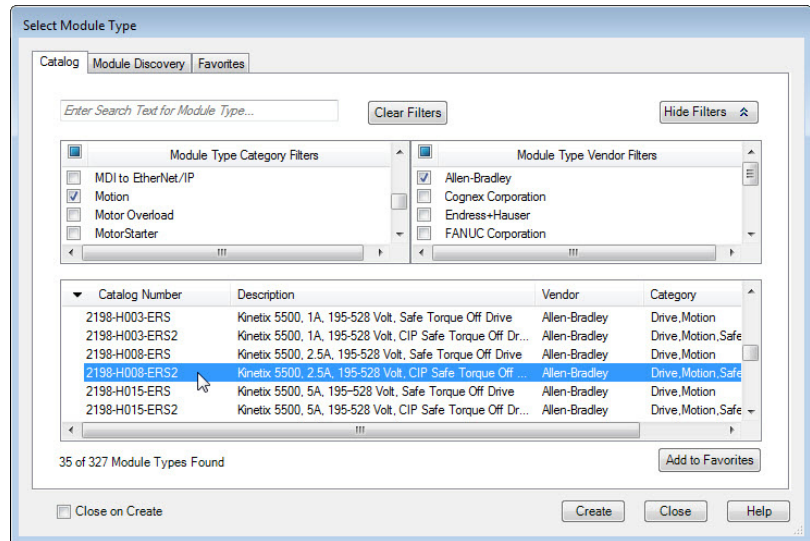 Select Module Type
Catalog Module Discovery Favorites
Enter Search Text for Module Type...
Clear Filters
Hide Filters
Module Type Category Filters
MDI to EtherNet/IP
Motion
Motor Overload
MotorStarter
Module Type Vendor Filters
Allen-Bradley
Cognex Corporation
Endress+Hauser
FANUC Corporation
Catalog Number Description Vendor Category
2198-H003-ERS Kinetix 5500, 1A, 195-528 Volt, Safe Torque Off Drive Allen-Bradley Drive,Motion
2198-H003-ERS2 Kinetix 5500, 1A, 195-528 Volt, CIP Safe Torque Off Dr... Allen-Bradley Drive,Motion,Safe
2198-H008-ERS Kinetix 5500, 2.5A, 195-528 Volt, Safe Torque Off Drive Allen-Bradley Drive,Motion
2198-H008-ERS2 Kinetix 5500, 2.5A, 195-528 Volt, CIP Safe Torque Off ... Allen-Bradley Drive,Motion,Safe
2198-H015-ERS Kinetix 5500, 5A, 195-528 Volt, Safe Torque Off Drive Allen-Bradley Drive,Motion
2198-H015-ERS2 Kinetix 5500, 5A, 195-528 Volt, CIP Safe Torque Off Dr... Allen-Bradley Drive,Motion,Safe
35 of 327 Module Types Found
Add to Favorites
Close on Create
Create Close Help